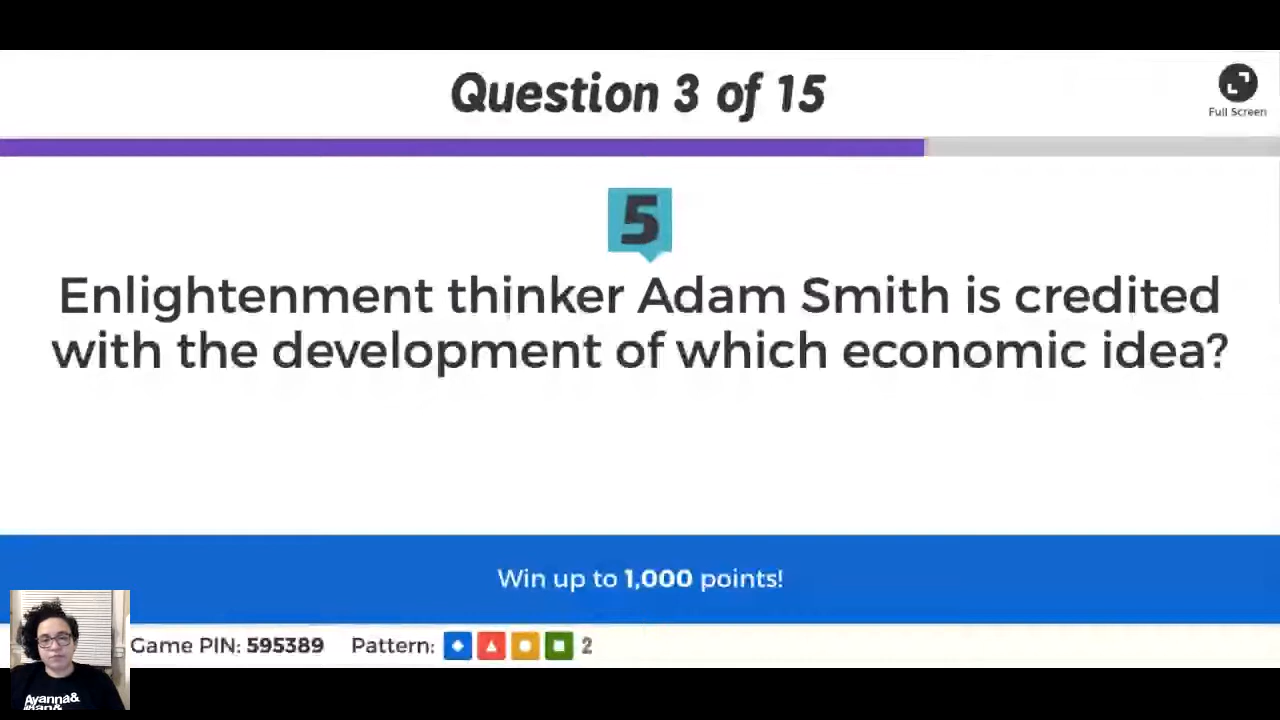 Question 3 of 15
Full Screen
5
Enlightenment thinker Adam Smith is credited
with the development of which economic idea?
Win up to 1,000 points!
Game PIN: 595389 Pattern: 2
Ayanna&